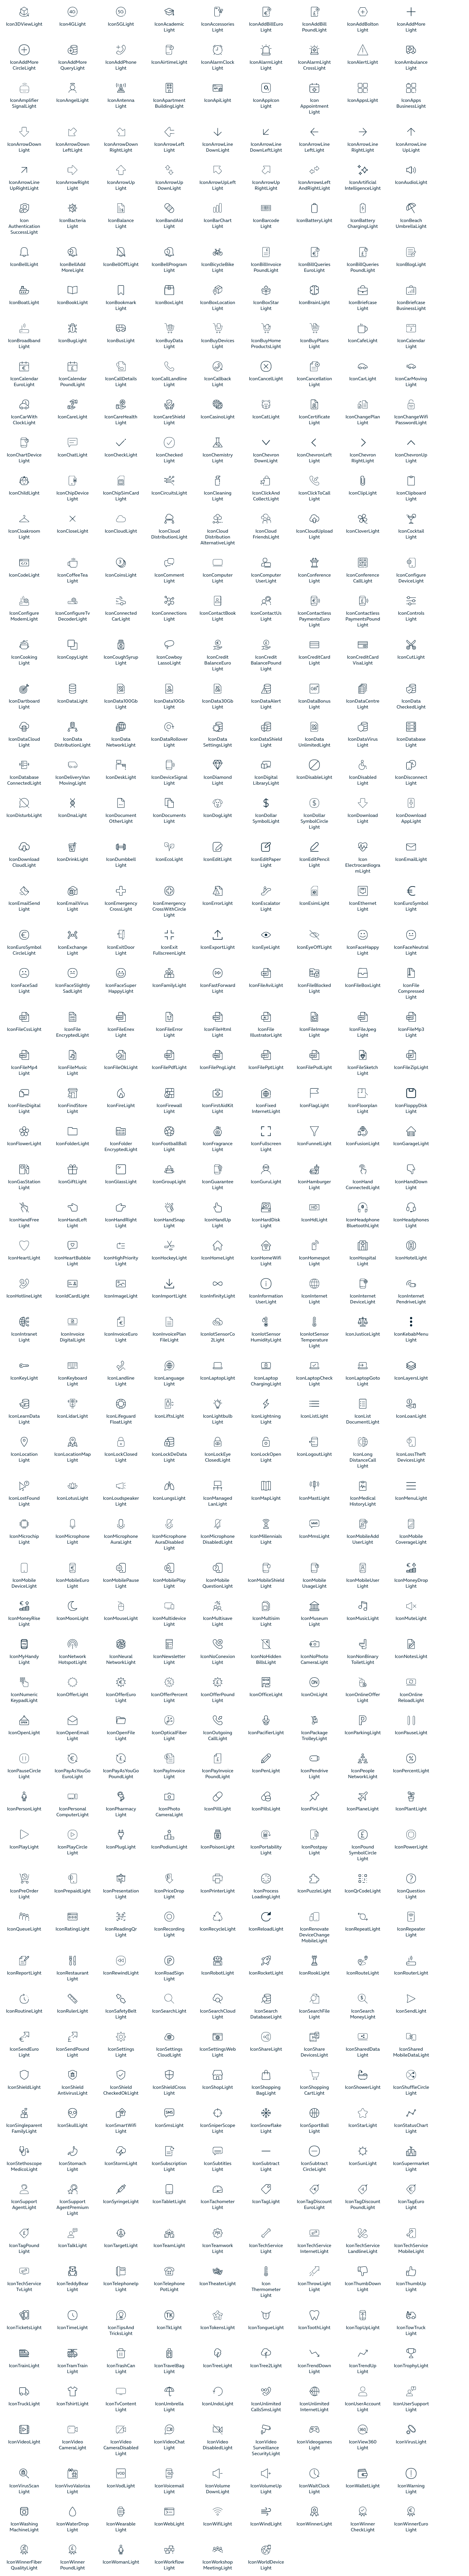 Icon3DViewLight Icon4GLight Icon5GLight IconAcademic Light IconAccessories Light IconAddBillEuro Light IconAddBill PoundLight IconAddBolton Light IconAddMore Light
IconAddMore CircleLight IconAddMore QueryLight IconAddPhone Light IconAirtimeLight IconAlarmClock Light IconAlarmLight IconAlarmLight CrossLight IconAlertLight IconAmbulance Light
IconAmplifier SignalLight IconAngelLight IconAntenna Light IconApartment BuildingLight IconApiLight IconAppIcon Light Icon Appointment Light IconAppsLight IconApps BusinessLight
IconArrowDown Light IconArrowDown LeftLight IconArrowDown RightLight IconArrowLeft Light IconArrowLine DownLight IconArrowLine DownLeftLight IconArrowLine LeftLight IconArrowLine RightLight IconArrowLine UpLight
IconArrowLine UpRightLight IconArrowRight Light IconArrowUp Light IconArrowUp DownLight IconArrowUpLeft Light IconArrowUp RightLight IconArrowLeft AndRightLight IconArtificial IntelligenceLight IconAudioLight
Icon Authentication SuccessLight IconBacteria Light IconBalance Light IconBandAid Light IconBarChart Light IconBarcode Light IconBatteryLight IconBattery ChargingLight IconBeach UmbrellaLight
IconBellLight IconBellAdd MoreLight IconBellOffLight IconBellProgram Light IconBicycleBike Light IconBillInvoice PoundLight IconBillQueries EuroLight IconBillQueries PoundLight IconBlogLight
IconBoatLight IconBookLight IconBookmark Light IconBoxLight IconBoxLocation Light IconBoxStar Light IconBrainLight IconBriefcase Light IconBriefcase BusinessLight
IconBroadband Light IconBugLight IconBusLight IconBuyData Light IconBuyDevices Light IconBuyHome ProductsLight IconBuyPlans Light IconCafeLight IconCalendar Light
IconCalendar EuroLight IconCalendar PoundLight IconCallDetails Light IconCallLandline Light IconCallback Light IconCancelLight IconCancellation Light IconCarLight IconCarMoving Light
IconCarWith ClockLight IconCareLight IconCareHealth Light IconCareShield Light IconCasinoLight IconCatLight IconCertificate Light IconChangePlan Light IconChangeWifi PasswordLight
IconChartDevice Light IconChatLight IconCheckLight IconChecked Light IconChemistry Light IconChevron DownLight IconChevronLeft Light IconChevron RightLight IconChevronUp Light
IconChildLight IconChipDevice Light IconChipSimCard Light IconCircuitsLight IconCleaning Light IconClickAnd CollectLight IconClickToCall Light IconClipLight IconClipboard Light
IconCloakroom Light IconCloseLight IconCloudLight IconCloud DistributionLight IconCloud Distribution AlternativeLight IconCloud FriendsLight IconCloudUpload Light IconCloverLight IconCocktail Light
IconCodeLight IconCoffeeTea Light IconCoinsLight IconComment Light IconComputer Light IconComputer UserLight IconConference Light IconConference CallLight IconConfigure DeviceLight
IconConfigure ModemLight IconConfigureTv DecoderLight IconConnected CarLight IconConnections Light IconContactBook Light IconContactUs Light IconContactless PaymentsEuro Light IconContactless PaymentsPound Light IconControls Light
IconCooking Light IconCopyLight IconCoughSyrup Light IconCowboy LassoLight IconCredit BalanceEuro Light IconCredit BalancePound Light IconCreditCard Light IconCreditCard VisaLight IconCutLight
IconDartboard Light IconDataLight IconData100Gb Light IconData10Gb Light IconData30Gb Light IconDataAlert Light IconDataBonus Light IconDataCentre Light IconData CheckedLight
IconDataCloud Light IconData DistributionLight IconData NetworkLight IconDataRollover Light IconData SettingsLight IconDataShield Light IconData UnlimitedLight IconDataVirus Light IconDatabase Light
IconDatabase ConnectedLight IconDeliveryVan MovingLight IconDeskLight IconDeviceSignal Light IconDiamond Light IconDigital LibraryLight IconDisableLight IconDisabled Light IconDisconnect Light
IconDisturbLight IconDnaLight IconDocument OtherLight IconDocuments Light IconDogLight IconDollar SymbolLight IconDollar SymbolCircle Light IconDownload Light IconDownload AppLight
IconDownload CloudLight IconDrinkLight IconDumbbell Light IconEcoLight IconEditLight IconEditPaper Light IconEditPencil Light Icon Electrocardiogra mLight IconEmailLight
IconEmailSend Light IconEmailVirus Light IconEmergency CrossLight IconEmergency CrossWithCircle Light IconErrorLight IconEscalator Light IconEsimLight IconEthernet Light IconEuroSymbol Light
IconEuroSymbol CircleLight IconExchange Light IconExitDoor Light IconExit FullscreenLight IconExportLight IconEyeLight IconEyeOffLight IconFaceHappy Light IconFaceNeutral Light
IconFaceSad Light IconFaceSlightly SadLight IconFaceSuper HappyLight IconFamilyLight IconFastForward Light IconFileAviLight IconFileBlocked Light IconFileBoxLight IconFile Compressed Light
IconFileCssLight IconFile EncryptedLight IconFileEnex Light IconFileError Light IconFileHtml Light IconFile IllustratorLight IconFileImage Light IconFileJpeg Light IconFileMp3 Light
IconFileMp4 Light IconFileMusic Light IconFileOkLight IconFilePdfLight IconFilePngLight IconFilePptLight IconFilePsdLight IconFileSketch Light IconFileZipLight
IconFilesDigital Light IconFindStore Light IconFireLight IconFirewall Light IconFirstAidKit Light IconFixed InternetLight IconFlagLight IconFloorplan Light IconFloppyDisk Light
IconFlowerLight IconFolderLight IconFolder EncryptedLight IconFootballBall Light IconFragrance Light IconFullscreen Light IconFunnelLight IconFusionLight IconGarageLight
IconGasStation Light IconGiftLight IconGlassLight IconGroupLight IconGuarantee Light IconGuruLight IconHamburger Light IconHand ConnectedLight IconHandDown Light
IconHandFree Light IconHandLeft Light IconHandRight Light IconHandSnap Light IconHandUp Light IconHardDisk Light IconHdLight IconHeadphone BluetoothLight IconHeadphones Light
IconHeartLight IconHeartBubble Light IconHighPriority Light IconHockeyLight IconHomeLight IconHomeWifi Light IconHomespot Light IconHospital Light IconHotelLight
IconHotlineLight IconIdCardLight IconImageLight IconImportLight IconInfinityLight IconInformation UserLight IconInternet Light IconInternet DeviceLight IconInternet PendriveLight
IconIntranet Light IconInvoice DigitalLight IconInvoiceEuro Light IconInvoicePlan FileLight IconIotSensorCo 2Light IconIotSensor HumidityLight IconIotSensor Temperature Light IconJusticeLight IconKebabMenu Light
IconKeyLight IconKeyboard Light IconLandline Light IconLanguage Light IconLaptopLight IconLaptop ChargingLight IconLaptopCheck Light IconLaptopGoto Light IconLayersLight
IconLearnData Light IconLidarLight IconLifeguard FloatLight IconLiftsLight IconLightbulb Light IconLightning Light IconListLight IconList DocumentLight IconLoanLight
IconLocation Light IconLocationMap Light IconLockClosed Light IconLockDeData Light IconLockEye ClosedLight IconLockOpen Light IconLogoutLight IconLong DistanceCall Light IconLossTheft DevicesLight
IconLostFound Light IconLotusLight IconLoudspeaker Light IconLungsLight IconManaged LanLight IconMapLight IconMastLight IconMedical HistoryLight IconMenuLight
IconMicrochip Light IconMicrophone Light IconMicrophone AuraLight IconMicrophone AuraDisabled Light IconMicrophone DisabledLight IconMillennials Light IconMmsLight IconMobileAdd UserLight IconMobile CoverageLight
IconMobile DeviceLight IconMobileEuro Light IconMobilePause Light IconMobilePlay Light IconMobile QuestionLight IconMobileShield Light IconMobile UsageLight IconMobileUser Light IconMoneyDrop Light
IconMoneyRise Light IconMoonLight IconMouseLight IconMultidevice Light IconMultisave Light IconMultisim Light IconMuseum Light IconMusicLight IconMuteLight
IconMyHandy Light IconNetwork HotspotLight IconNeural NetworkLight IconNewsletter Light IconNoConnexion Light IconNoHidden BillsLight IconNoPhoto CameraLight IconNonBinary ToiletLight IconNotesLight
IconNumeric KeypadLight IconOfferLight IconOfferEuro Light IconOfferPercent Light IconOfferPound Light IconOfficeLight IconOnLight IconOnlineOffer Light IconOnline ReloadLight
IconOpenLight IconOpenEmail Light IconOpenFile Light IconOpticalFiber Light IconOutgoing CallLight IconPacifierLight IconPackage TrolleyLight IconParkingLight IconPauseLight
IconPauseCircle Light IconPayAsYouGo EuroLight IconPayAsYouGo PoundLight IconPayInvoice Light IconPayInvoice PoundLight IconPenLight IconPendrive Light IconPeople NetworkLight IconPercentLight
IconPersonLight IconPersonal ComputerLight IconPharmacy Light IconPhoto CameraLight IconPillLight IconPillsLight IconPinLight IconPlaneLight IconPlantLight
IconPlayLight IconPlayCircle Light IconPlugLight IconPodiumLight IconPoisonLight IconPortability Light IconPostpay Light IconPound SymbolCircle Light IconPowerLight
IconPreOrder Light IconPrepaidLight IconPresentation Light IconPriceDrop Light IconPrinterLight IconProcess LoadingLight IconPuzzleLight IconQrCodeLight IconQuestion Light
IconQueueLight IconRatingLight IconReadingQr Light IconRecording Light IconRecycleLight IconReloadLight IconRenovate DeviceChange MobileLight IconRepeatLight IconRepeater Light
IconReportLight IconRestaurant Light IconRewindLight IconRoadSign Light IconRobotLight IconRocketLight IconRookLight IconRouteLight IconRouterLight
IconRoutineLight IconRulerLight IconSafetyBelt Light IconSearchLight IconSearchCloud Light IconSearch DatabaseLight IconSearchFile Light IconSearch MoneyLight IconSendLight
IconSendEuro Light IconSendPound Light IconSettings Light IconSettings CloudLight IconSettingsWeb Light IconShareLight IconShare DevicesLight IconSharedData Light IconShared MobileDataLight
IconShieldLight IconShield AntivirusLight IconShield CheckedOkLight IconShieldCross Light IconShopLight IconShopping BagLight IconShopping CartLight IconShowerLight IconShuffleCircle Light
IconSingleparent FamilyLight IconSkullLight IconSmartWifi Light IconSmsLight IconSniperScope Light IconSnowflake Light IconSportBall Light IconStarLight IconStatusChart Light
IconStethoscope MedicalLight IconStomach Light IconStormLight IconSubscription Light IconSubtitles Light IconSubtract Light IconSubtract CircleLight IconSunLight IconSupermarket Light
IconSupport AgentLight IconSupport AgentPremium Light IconSyringeLight IconTabletLight IconTachometer Light IconTagLight IconTagDiscount EuroLight IconTagDiscount PoundLight IconTagEuro Light
IconTagPound Light IconTalkLight IconTargetLight IconTeamLight IconTeamwork Light IconTechService Light IconTechService InternetLight IconTechService LandlineLight IconTechService MobileLight
IconTechService TvLight IconTeddyBear Light IconTelephoneIp Light IconTelephone PotLight IconTheaterLight Icon Thermometer Light IconThrowLight IconThumbDown Light IconThumbUp Light
IconTicketsLight IconTimeLight IconTipsAnd TricksLight IconTkLight IconTokensLight IconTongueLight IconToothLight IconTopUpLight IconTowTruck Light
IconTrainLight IconTramTrain Light IconTrashCan Light IconTravelBag Light IconTreeLight IconTree2Light IconTrendDown Light IconTrendUp Light IconTrophyLight
IconTruckLight IconTshirtLight IconTvContent Light IconUmbrella Light IconUndoLight IconUnlimited CallsSmsLight IconUnlimited InternetLight IconUserAccount Light IconUserSupport Light
IconVideoLight IconVideo CameraLight IconVideo CameraDisabled Light IconVideoChat Light IconVideo DisabledLight IconVideo Surveillance SecurityLight IconVideogames Light IconView360 Light IconVirusLight
IconVirusScan Light IconVivoValoriza Light IconVodLight IconVoicemail Light IconVolume DownLight IconVolumeUp Light IconWallClock Light IconWalletLight IconWarning Light
IconWashing MachineLight IconWaterDrop Light IconWearable Light IconWebLight IconWifiLight IconWindLight IconWinnerLight IconWinner CheckLight IconWinnerEuro Light
IconWinnerFiber QualityLight IconWinner PoundLight IconWomanLight IconWorkflow Light IconWorkshop MeetingLight IconWorldDevice Light